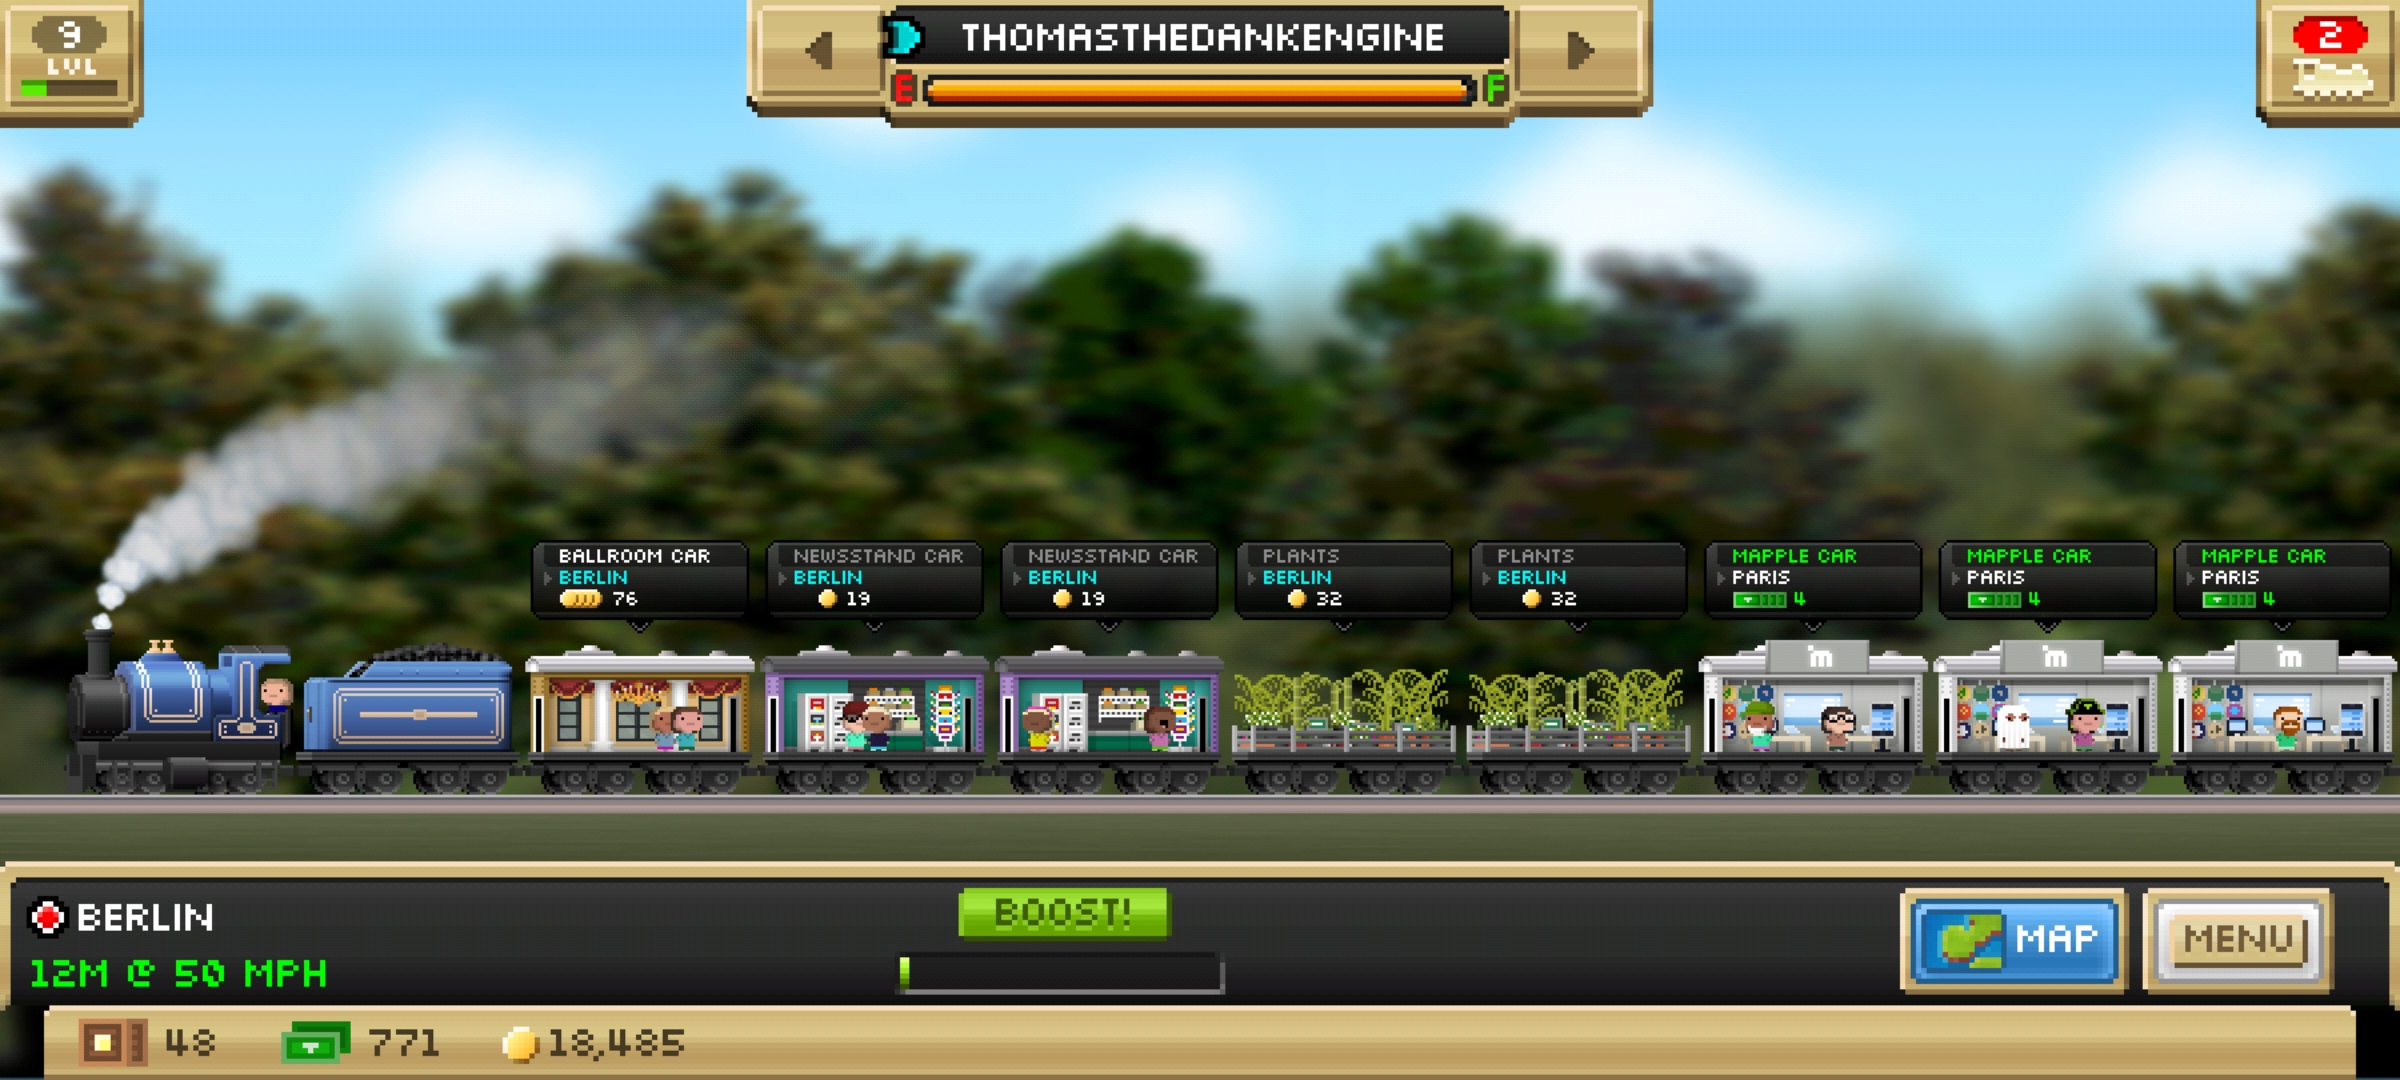 9
LVL
THOMASTHEDANKENGINE
E F
2
BALLROOM CAR
BERLIN
76
NEWSSTAND CAR
BERLIN
19
NEWSSTAND CAR
BERLIN
19
PLANTS
BERLIN
32
PLANTS
BERLIN
32
MAPPLE CAR
PARIS
4
MAPPLE CAR
PARIS
4
MAPPLE CAR
PARIS
4
m
m
m
BERLIN
12M @ 50 MPH
BOOST!
MAP
MENU
48
771
18,485